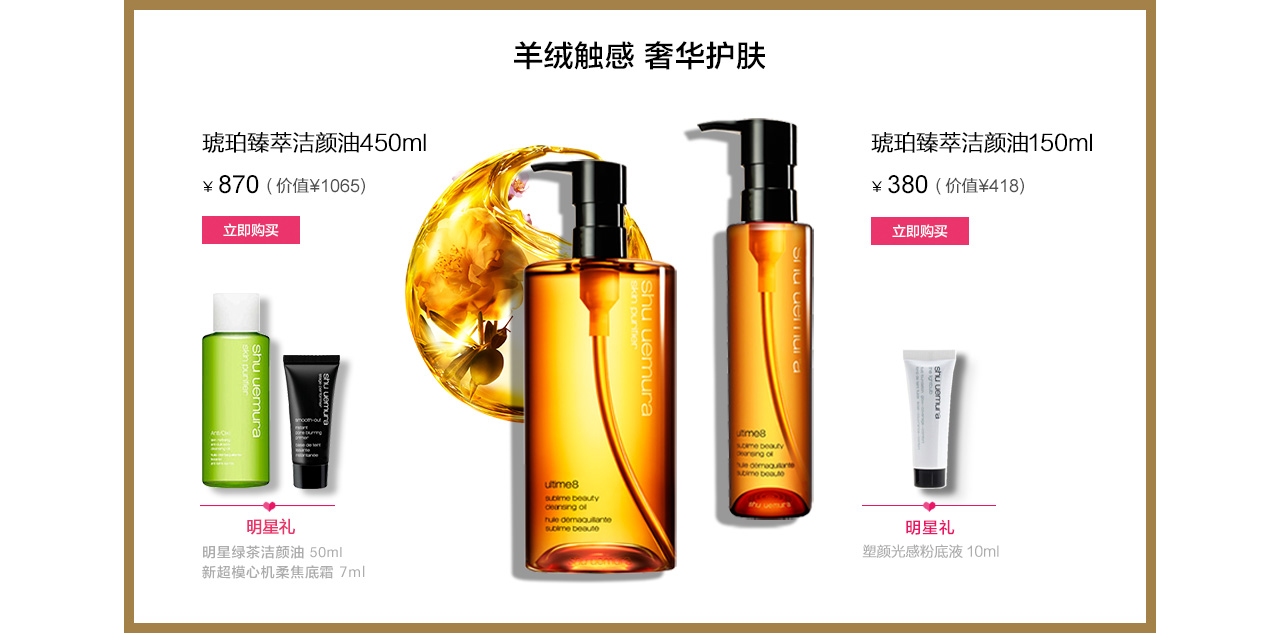 羊绒触感 奢华护肤
琥珀臻萃洁颜油450ml
¥ 870 ( 价值¥1065)
立即购买
琥珀臻萃洁颜油150ml
¥ 380 ( 价值¥418)
立即购买
shu uemura
skin purifier
ultime8
sublime beauty
cleansing oil
huile démaquillante
sublime beauté
shu uemura
ultime8
sublime beauty
cleansing oil
huile démaquillante
sublime beauté
shu uemura
shu uemura
skin purifier
shu uemura
smooth-out
shu uemura
明星礼
明星绿茶洁颜油 50ml
新超模心机柔焦底霜 7ml
明星礼
塑颜光感粉底液 10ml